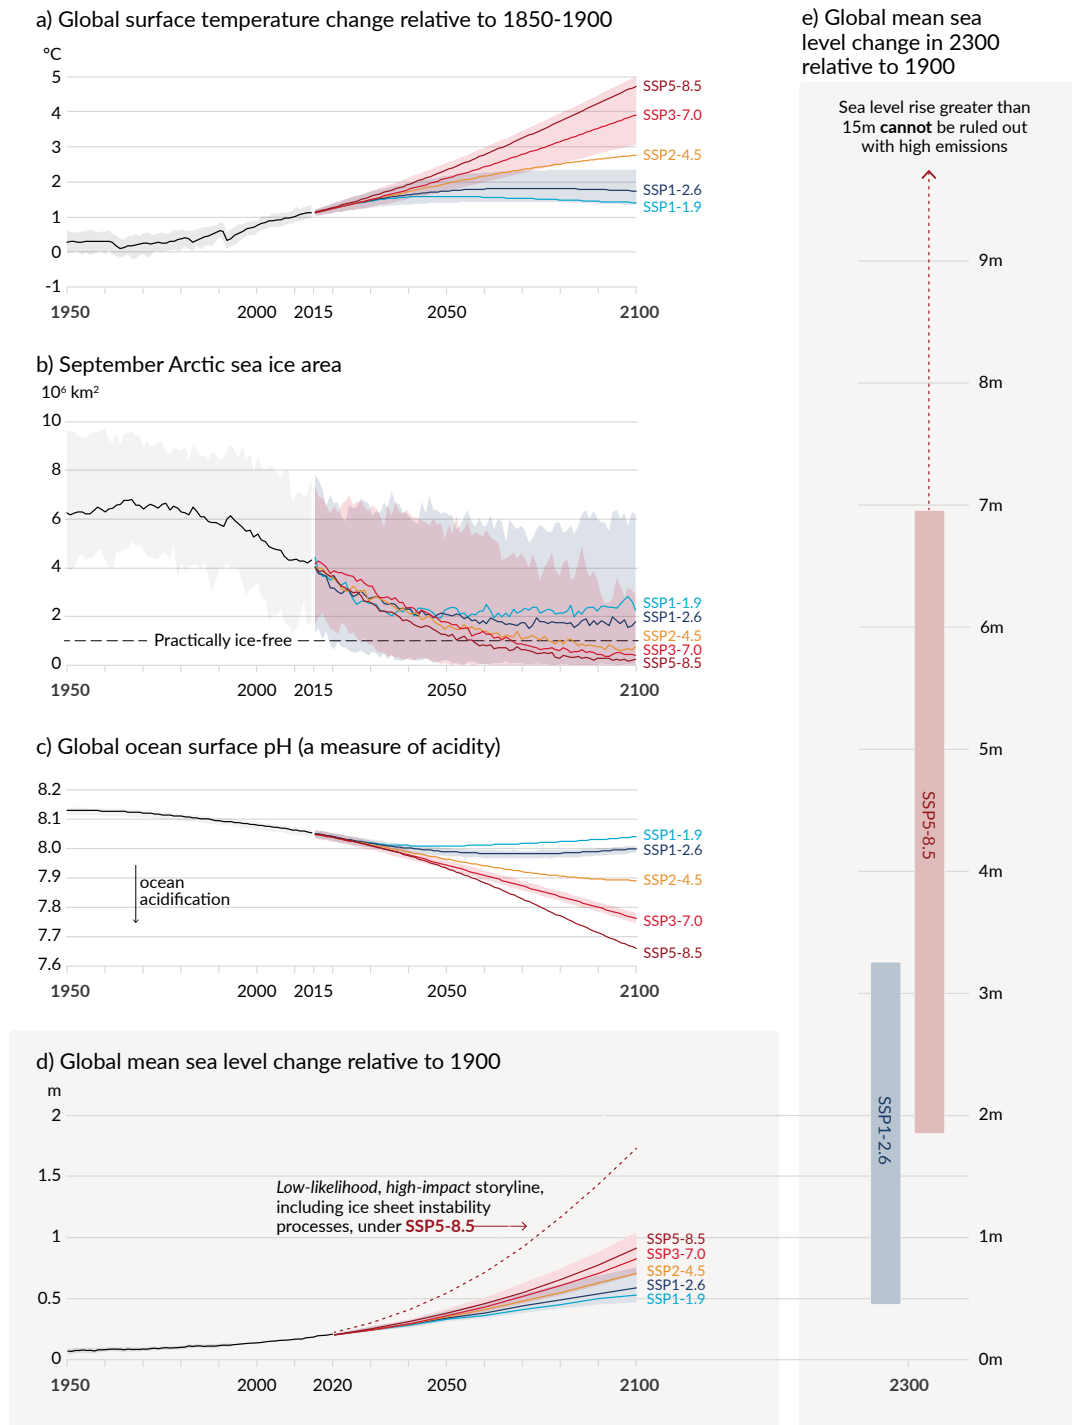 a) Global surface temperature change relative to 1850-1900
°C
5
4
3
2
1
0
-1
1950
2000
2015
2050
2100
SSP5-8.5
SSP3-7.0
SSP2-4.5
SSP1-2.6
SSP1-1.9
b) September Arctic sea ice area
10⁶ km²
10
8
6
4
2
0
Practically ice-free
1950
2000
2015
2050
2100
SSP1-1.9
SSP1-2.6
SSP2-4.5
SSP3-7.0
SSP5-8.5
c) Global ocean surface pH (a measure of acidity)
8.2
8.1
8.0
7.9
7.8
7.7
7.6
ocean
acidification
1950
2000
2015
2050
2100
SSP1-1.9
SSP1-2.6
SSP2-4.5
SSP3-7.0
SSP5-8.5
d) Global mean sea level change relative to 1900
m
2
1.5
1
0.5
0
Low-likelihood, high-impact storyline,
including ice sheet instability
processes, under SSP5-8.5
1950
2000
2020
2050
2100
SSP5-8.5
SSP3-7.0
SSP2-4.5
SSP1-2.6
SSP1-1.9
e) Global mean sea
level change in 2300
relative to 1900
Sea level rise greater than
15m cannot be ruled out
with high emissions
9m
8m
7m
6m
5m
4m
3m
2m
1m
0m
SSP5-8.5
SSP1-2.6
2300